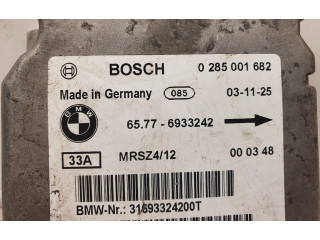 BOSCH 0 285 001 682
Made in Germany 085 03-11-25
BMW 65.77 - 6933242
33A MRSZ4/12 00 03 48
BMW-Nr.: 31693324200T